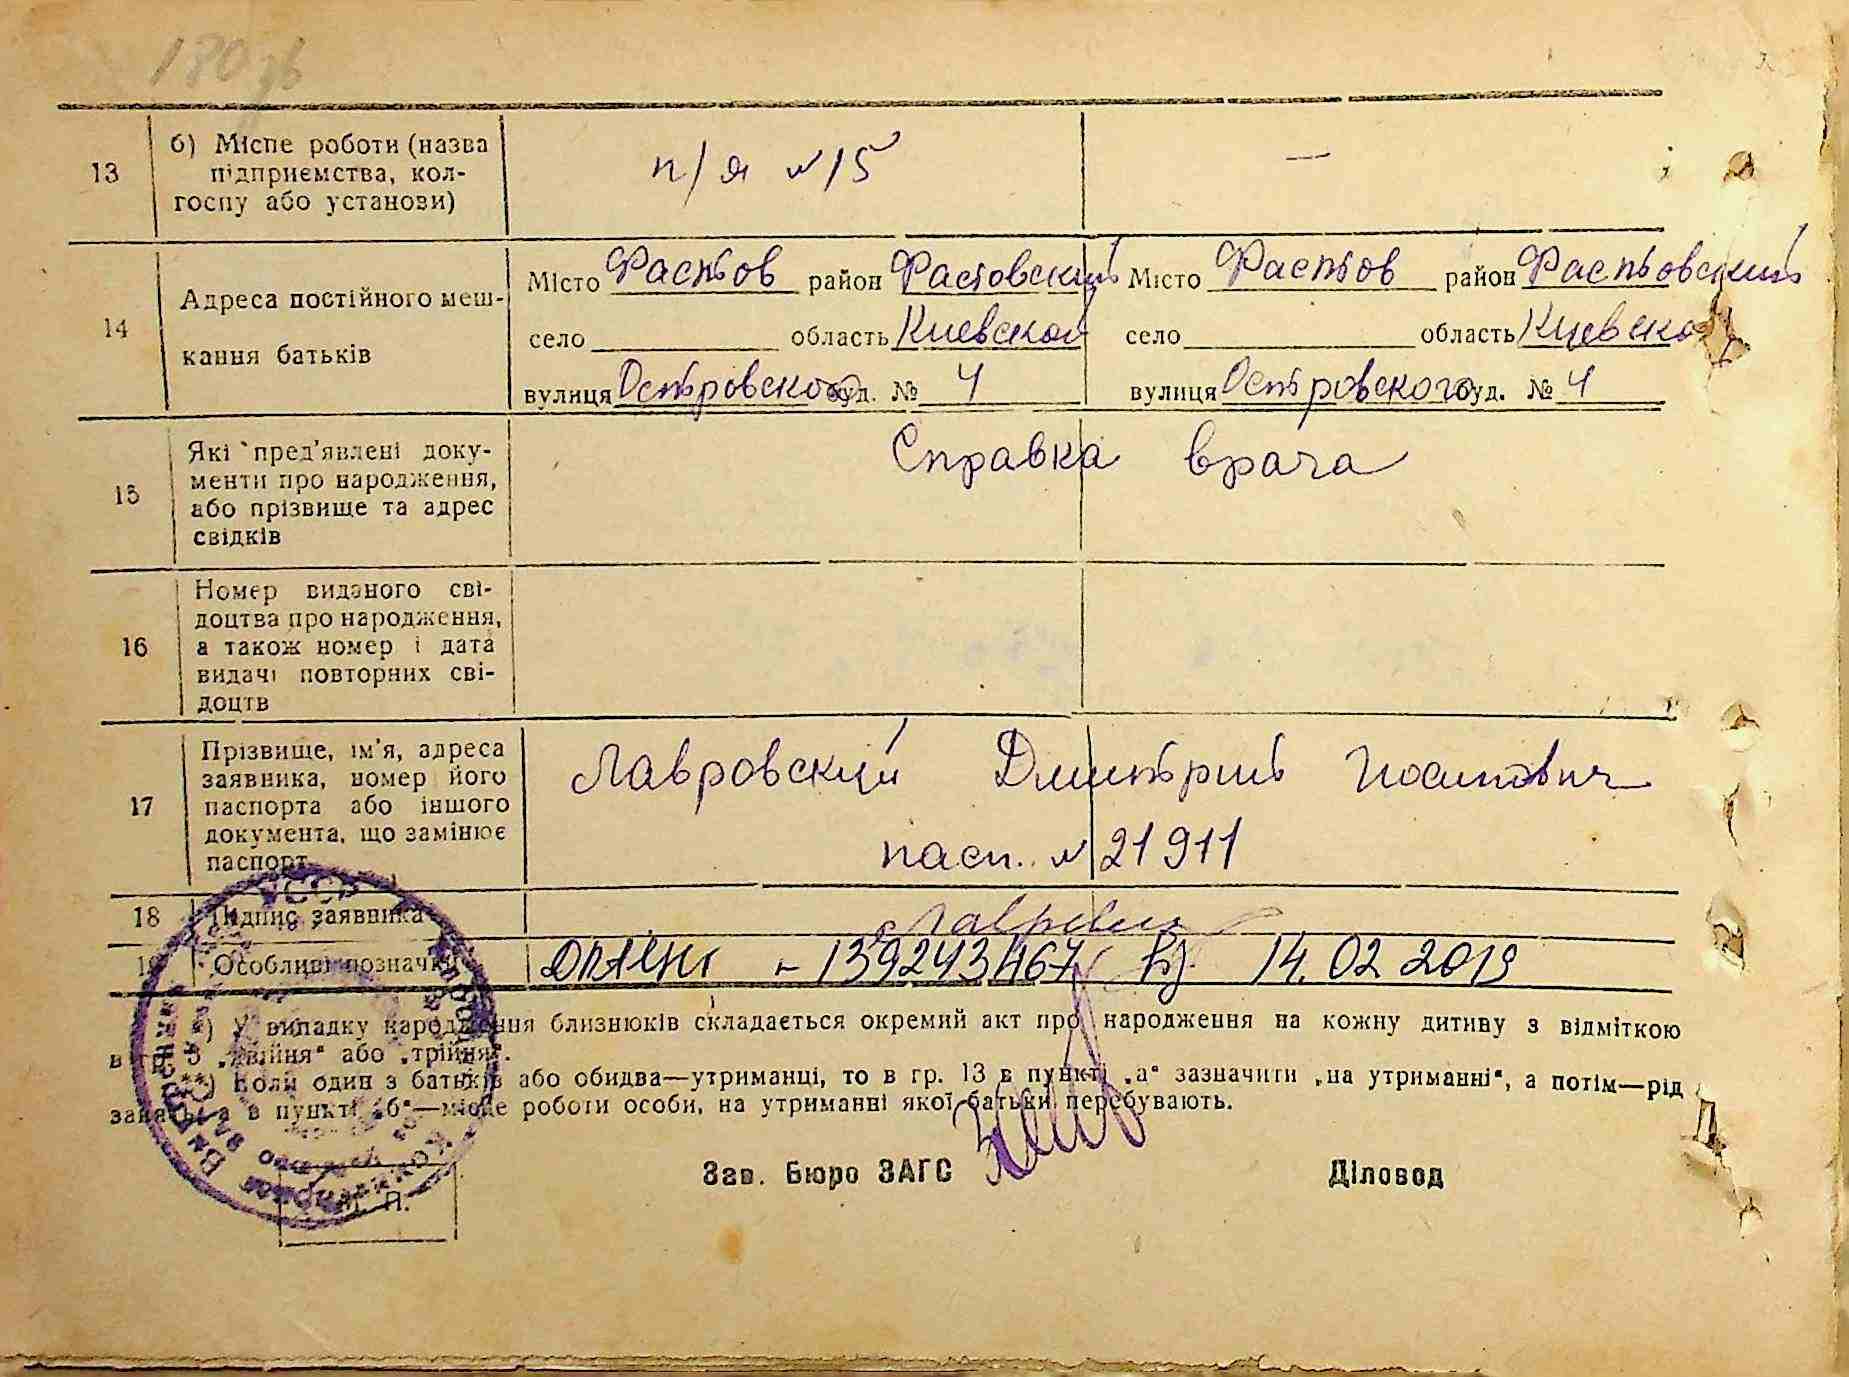 13 б) Місце роботи (назва
підприємства, кол-
госпу або установи)
п/я №15 —
14 Адреса постійного меш-
кання батьків
Місто Фастов район Фастовский Місто Фастов район Фастовский
село область Киевской село область Киевско
вулиця Островского буд. № 4 вулиця Островского буд. № 4
15 Які пред'явлені доку-
менти про народження,
або прізвище та адрес
свідків
Справка врача
16 Номер виданого сві-
доцтва про народження,
а також номер і дата
видачі повторних сві-
доцтв
17 Прізвище, ім'я, адреса
заявника, номер його
паспорта або іншого
документа, що замінює
паспорт
Лавровский Дмитрий Иосипович
пасп. №21911
18 Підпис заявника
19 Особливі позначки
139243467 14.02 2019
*) У випадку народження близнюків складається окремий акт про народження на кожну дитину з відміткою
в гр. 3 „двійня“ або „трійня“.
**) Коли один з батьків або обидва—утриманці, то в гр. 13 в пункті „а“ зазначити „на утриманні“, а потім—рід
занять, а в пункті „б“—місце роботи особи, на утриманні якої батьки перебувають.
Зав. Бюро ЗАГС Діловод
М. П.